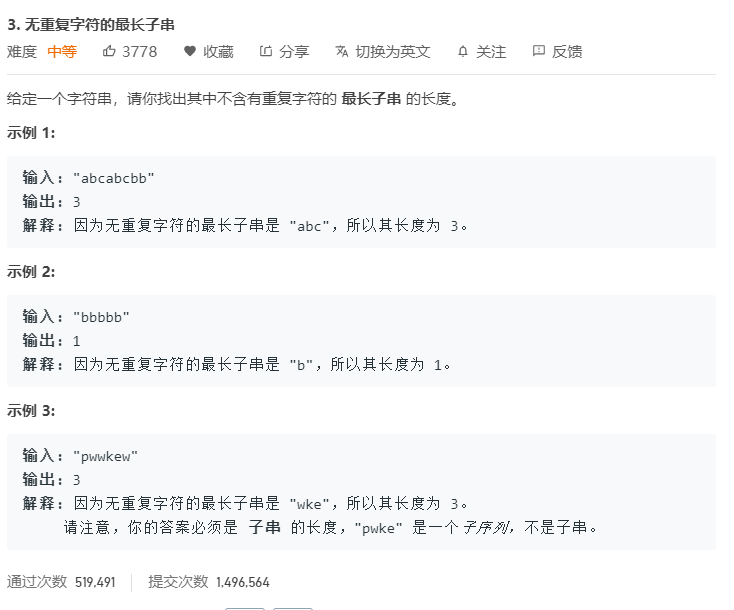 3. 无重复字符的最长子串
难度 中等 3778 收藏 分享 切换为英文 关注 反馈
给定一个字符串，请你找出其中不含有重复字符的 最长子串 的长度。
示例 1:
输入: "abcabcbb"
输出: 3
解释: 因为无重复字符的最长子串是 "abc"，所以其长度为 3。
示例 2:
输入: "bbbbb"
输出: 1
解释: 因为无重复字符的最长子串是 "b"，所以其长度为 1。
示例 3:
输入: "pwwkew"
输出: 3
解释: 因为无重复字符的最长子串是 "wke"，所以其长度为 3。
请注意，你的答案必须是 子串 的长度，"pwke" 是一个子序列，不是子串。
通过次数 519,491 提交次数 1,496,564